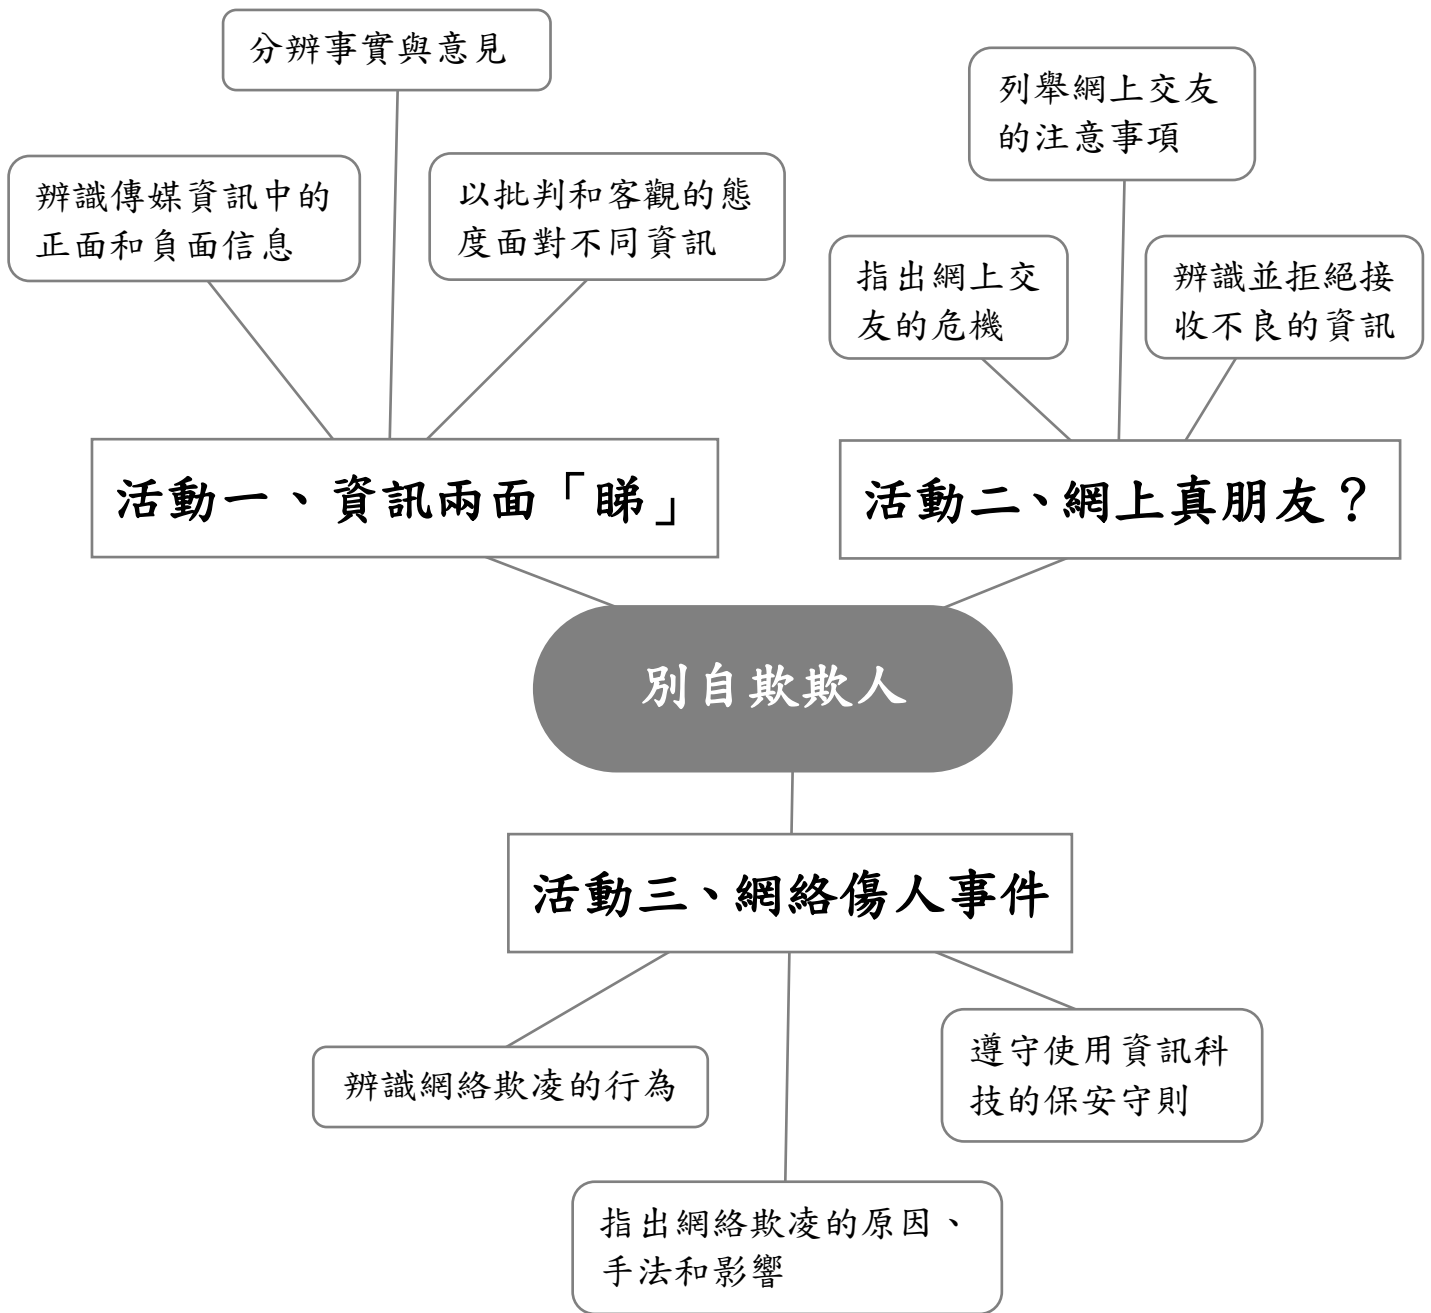 分辨事實與意見
辨識傳媒資訊中的
正面和負面信息
以批判和客觀的態
度面對不同資訊
列舉網上交友
的注意事項
指出網上交
友的危機
辨識並拒絕接
收不良的資訊
活動一、資訊兩面「睇」
活動二、網上真朋友？
別自欺欺人
活動三、網絡傷人事件
辨識網絡欺凌的行為
遵守使用資訊科
技的保安守則
指出網絡欺凌的原因、
手法和影響